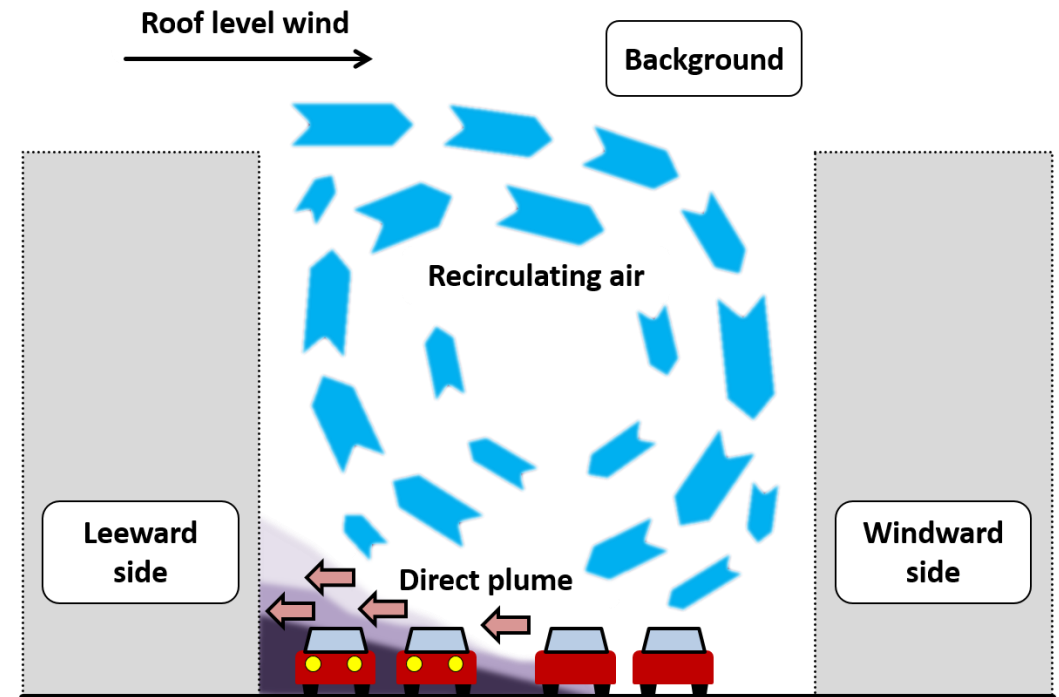 Roof level wind
Background
Recirculating air
Leeward
side
Windward
side
Direct plume